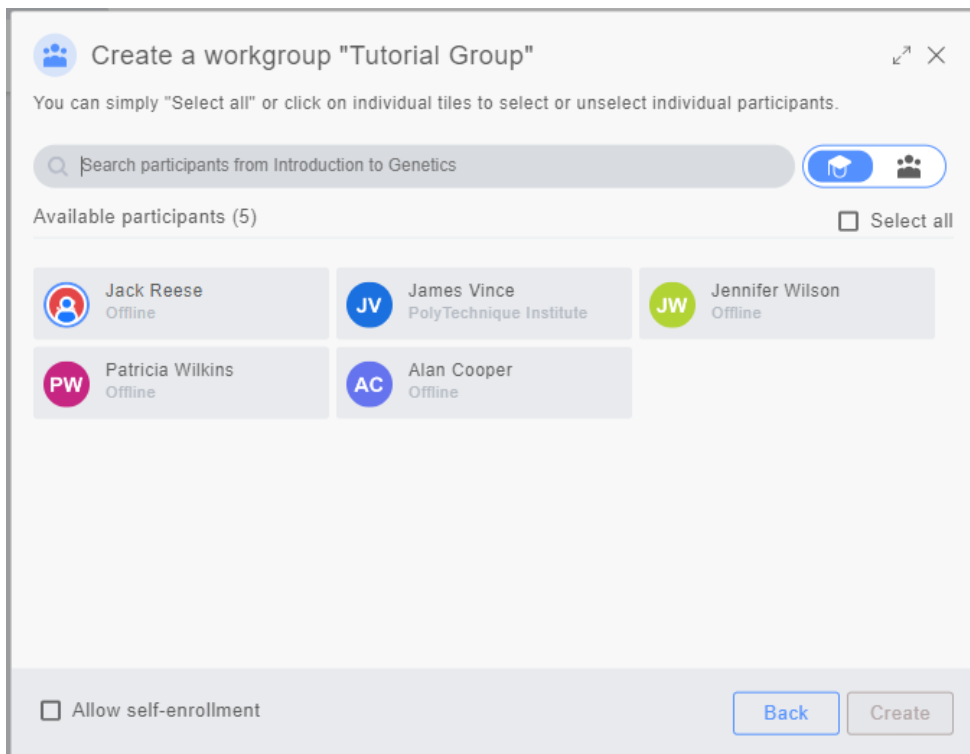 Create a workgroup "Tutorial Group"
You can simply "Select all" or click on individual tiles to select or unselect individual participants.
Search participants from Introduction to Genetics
Available participants (5)
Select all
Jack Reese
Offline
JV
James Vince
PolyTechnique Institute
JW
Jennifer Wilson
Offline
PW
Patricia Wilkins
Offline
AC
Alan Cooper
Offline
Allow self-enrollment
Back
Create